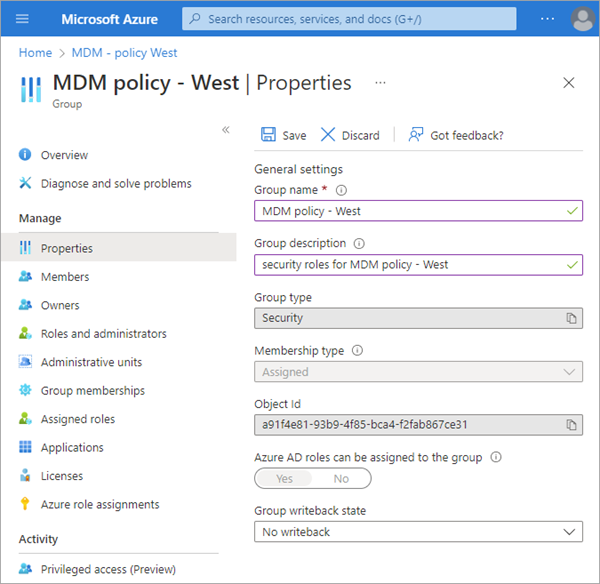 Microsoft Azure
Search resources, services, and docs (G+/)
...
Home > MDM - policy West
MDM policy - West | Properties ...
Group
«
Save Discard | Got feedback?
Overview
Diagnose and solve problems
Manage
Properties
Members
Owners
Roles and administrators
Administrative units
Group memberships
Assigned roles
Applications
Licenses
Azure role assignments
Activity
Privileged access (Preview)
General settings
Group name *
MDM policy - West
Group description
security roles for MDM policy - West
Group type
Security
Membership type
Assigned
Object Id
a91f4e81-93b9-4f85-bca4-f2fab867ce31
Azure AD roles can be assigned to the group
Yes No
Group writeback state
No writeback